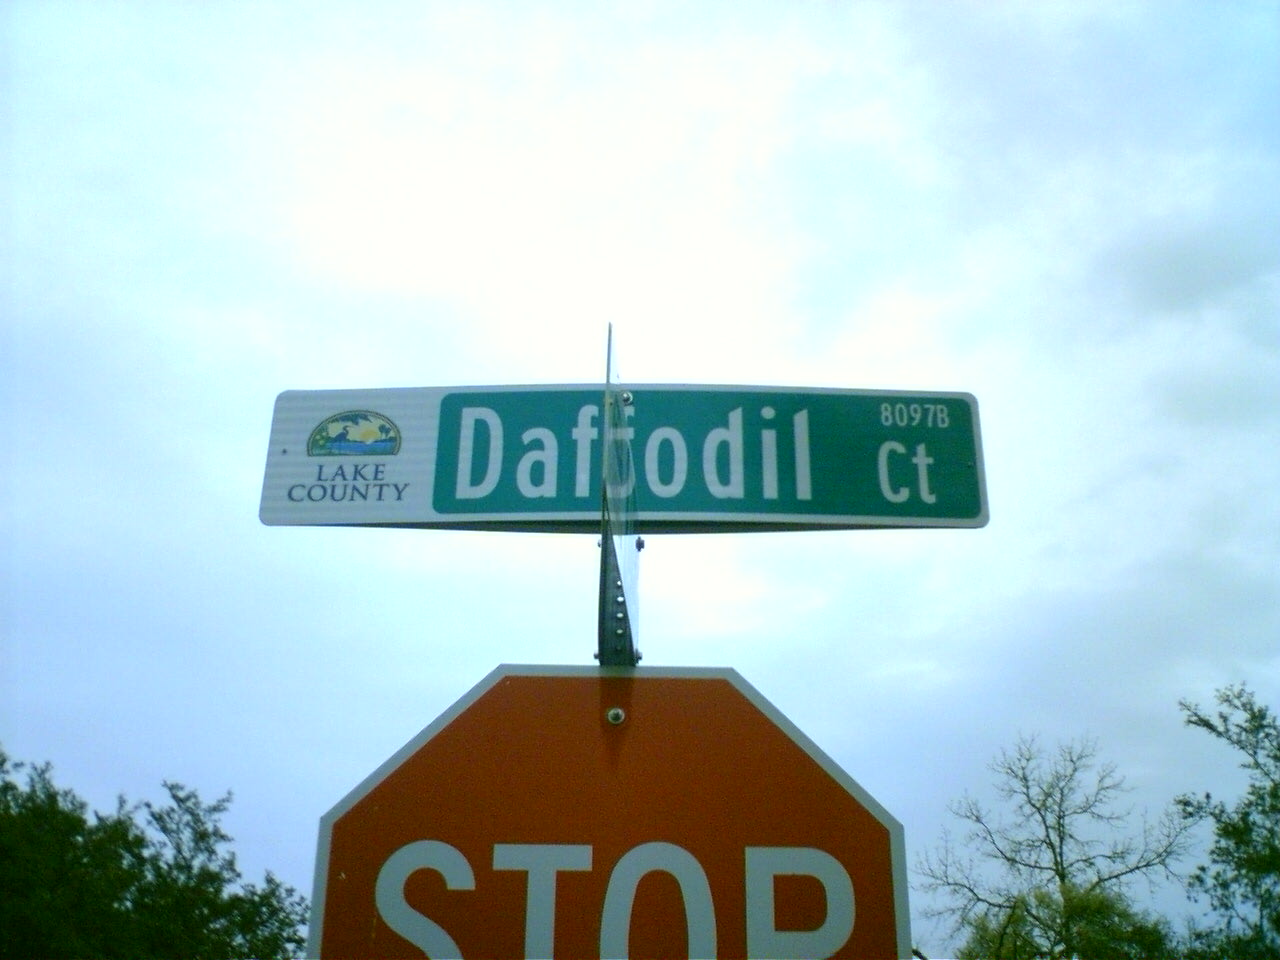 LAKE
COUNTY
Daffodil Ct
8097B
STOP